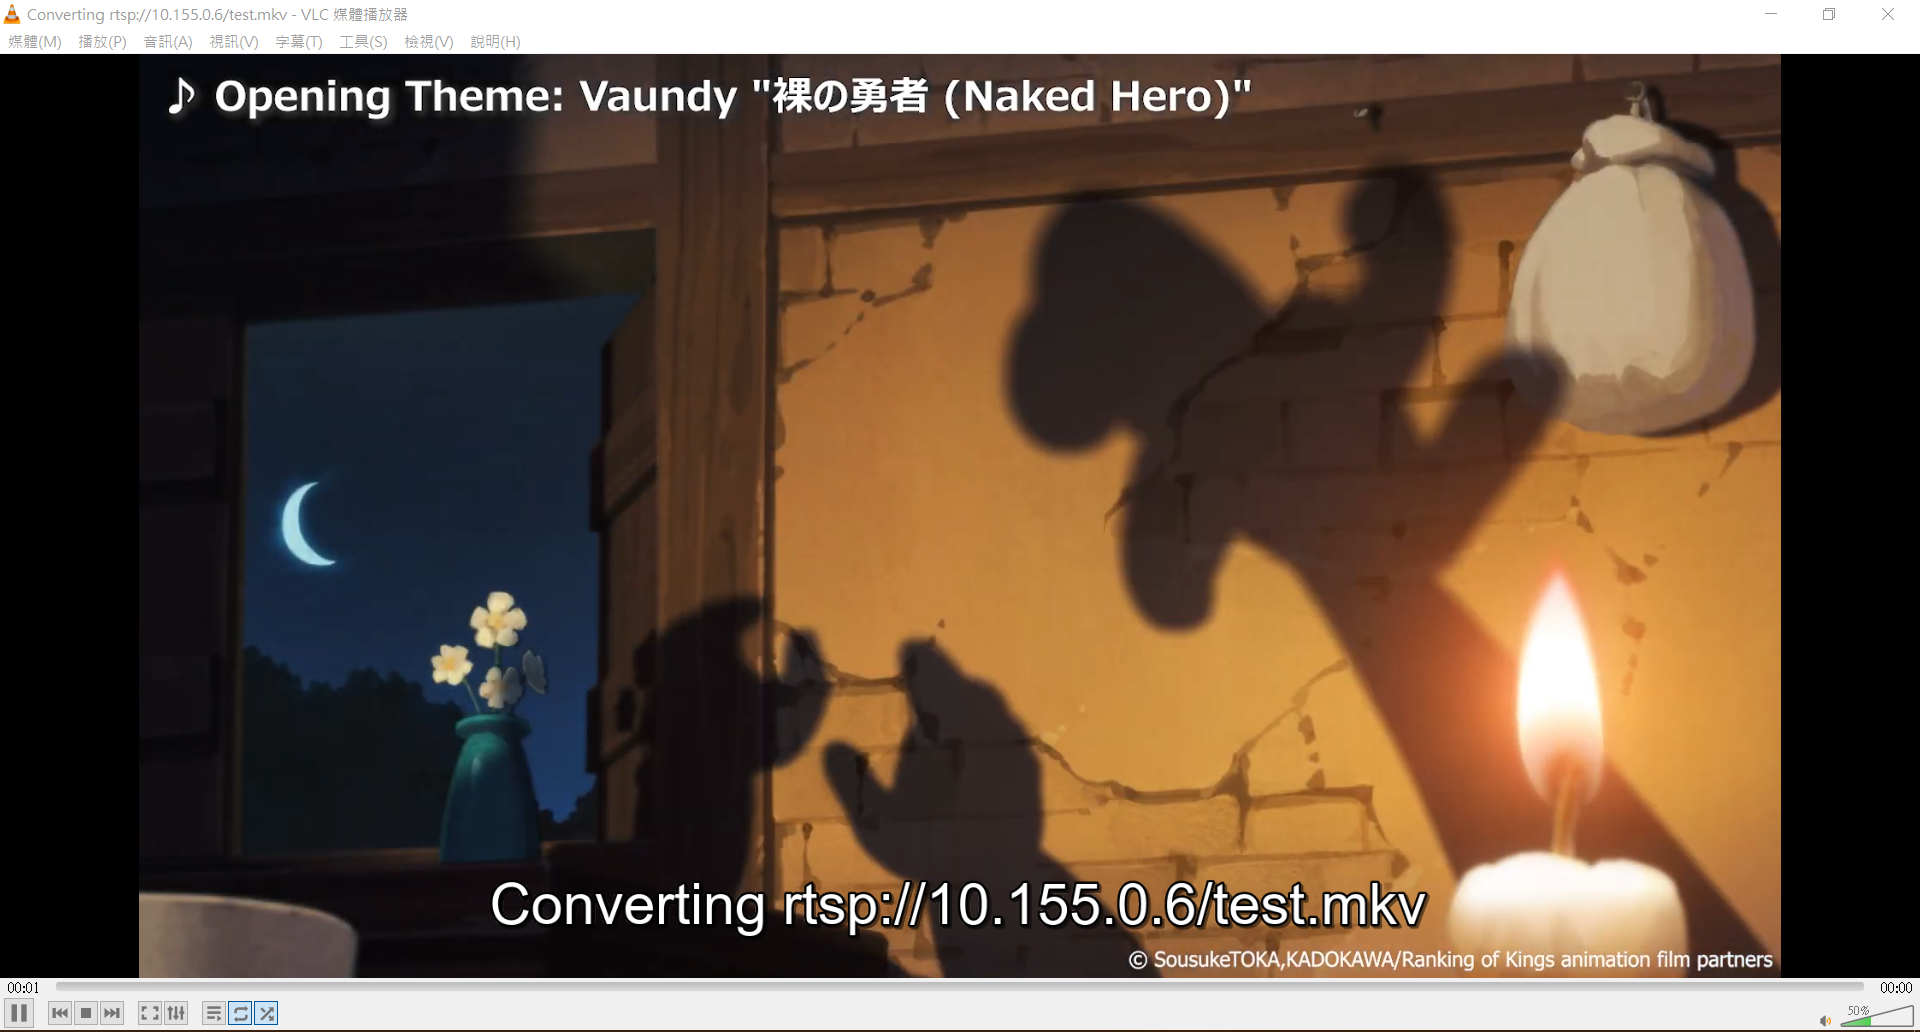 Converting rtsp://10.155.0.6/test.mkv - VLC 媒體播放器
媒體(M) 播放(P) 音訊(A) 視訊(V) 字幕(T) 工具(S) 檢視(V) 說明(H)
♪ Opening Theme: Vaundy "裸の勇者 (Naked Hero)"
Converting rtsp://10.155.0.6/test.mkv
© SousukeTOKA,KADOKAWA/Ranking of Kings animation film partners
00:01 00:00
50%